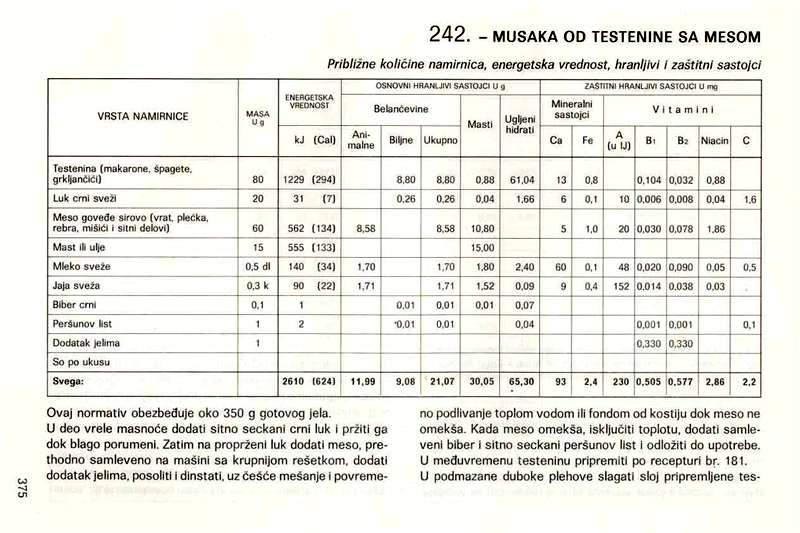 242. – MUSAKA OD TESTENINE SA MESOM
Približne količine namirnica, energetska vrednost, hranljivi i zaštitni sastojci
VRSTA NAMIRNICE MASA U g ENERGETSKA VREDNOST OSNOVNI HRANLJIVI SASTOJCI U g ZAŠTITNI HRANLJIVI SASTOJCI U mg
Belančevine Masti Ugljeni hidrati Mineralni sastojci Vitamini
kJ (Cal) Ani-malne Biljne Ukupno Ca Fe A (u IJ) B1 B2 Niacin C
Testenina (makarone, špagete,
grkljančići) 80 1229 (294) 8,80 8,80 0,88 61,04 13 0,8 0,104 0,032 0,88
Luk crni sveži 20 31 (7) 0,26 0,26 0,04 1,66 6 0,1 10 0,006 0,008 0,04 1,6
Meso goveđe sirovo (vrat, plećka,
rebra, mišići i sitni delovi) 60 562 (134) 8,58 8,58 10,80 5 1,0 20 0,030 0,078 1,86
Mast ili ulje 15 555 (133) 15,00
Mleko sveže 0,5 dl 140 (34) 1,70 1,70 1,80 2,40 60 0,1 48 0,020 0,090 0,05 0,5
Jaja sveža 0,3 k 90 (22) 1,71 1,71 1,52 0,09 9 0,4 152 0,014 0,038 0,03
Biber crni 0,1 1 0,01 0,01 0,01 0,07
Peršunov list 1 2 0,01 0,01 0,04 0,001 0,001 0,1
Dodatak jelima 1 0,330 0,330
So po ukusu
Svega: 2610 (624) 11,99 9,08 21,07 30,05 65,30 93 2,4 230 0,505 0,577 2,86 2,2
Ovaj normativ obezbeđuje oko 350 g gotovog jela.
U deo vrele masnoće dodati sitno seckani crni luk i pržiti ga
dok blago porumeni. Zatim na proprženi luk dodati meso, pre-
thodno samleveno na mašini sa krupnijom rešetkom, dodati
dodatak jelima, posoliti i dinstati, uz češće mešanje i povreme-
no podlivanje toplom vodom ili fondom od kostiju dok meso ne
omekša. Kada meso omekša, isključiti toplotu, dodati samle-
veni biber i sitno seckani peršunov list i odložiti do upotrebe.
U međuvremenu testeninu pripremiti po recepturi br. 181.
U podmazane duboke plehove slagati sloj pripremljene tes-
375